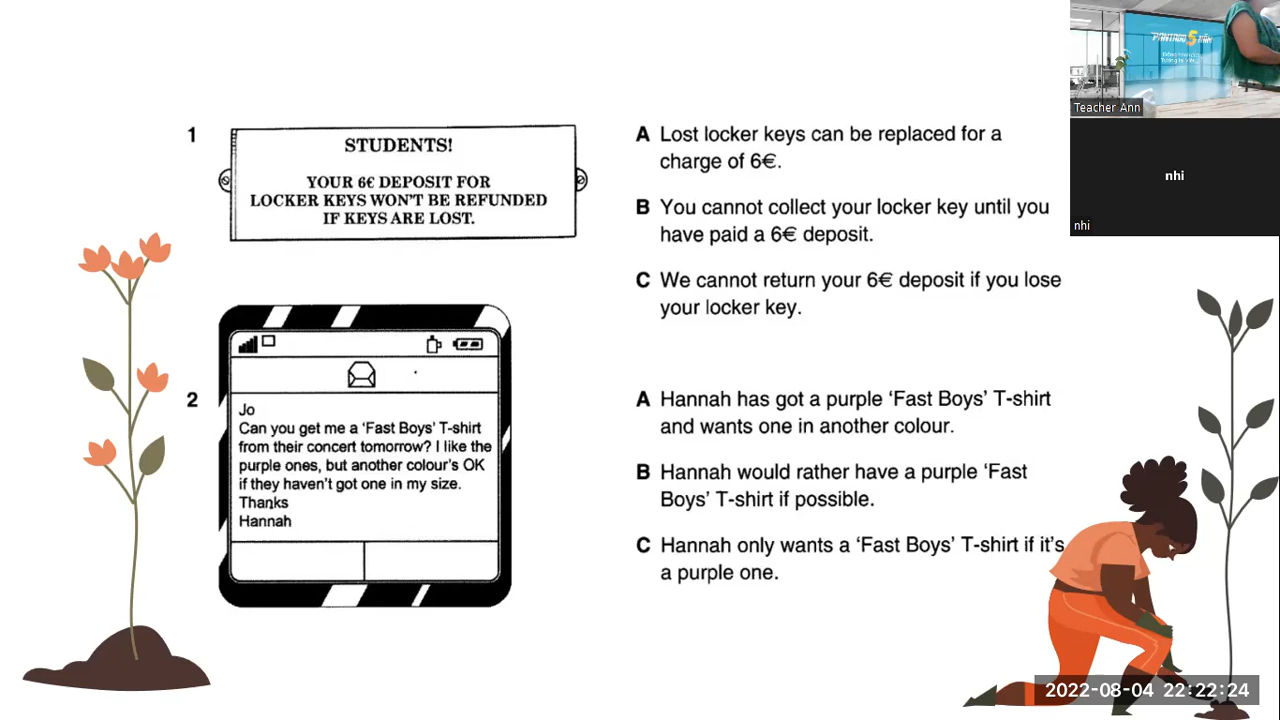 1
STUDENTS!
YOUR 6€ DEPOSIT FOR
LOCKER KEYS WON'T BE REFUNDED
IF KEYS ARE LOST.
A Lost locker keys can be replaced for a
charge of 6€.
B You cannot collect your locker key until you
have paid a 6€ deposit.
C We cannot return your 6€ deposit if you lose
your locker key.
2
Jo
Can you get me a 'Fast Boys' T-shirt
from their concert tomorrow? I like the
purple ones, but another colour's OK
if they haven't got one in my size.
Thanks
Hannah
A Hannah has got a purple 'Fast Boys' T-shirt
and wants one in another colour.
B Hannah would rather have a purple 'Fast
Boys' T-shirt if possible.
C Hannah only wants a 'Fast Boys' T-shirt if it's
a purple one.
Teacher Ann
nhi
nhi
2022-08-04 22:22:24